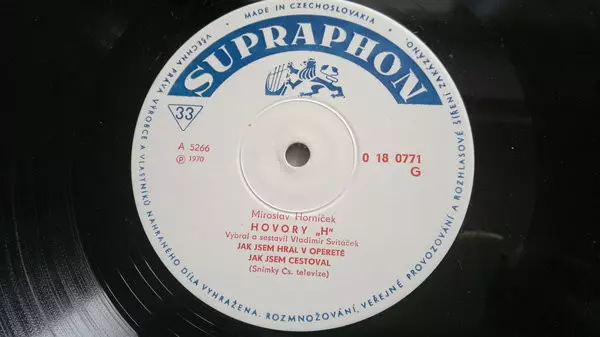 MADE IN CZECHOSLOVAKIA
SUPRAPHON
33
A 5266
℗ 1970
0 18 0771
G
Miroslav Horníček
HOVORY „H“
Vybral a sestavil Vladimír Svitáček
JAK JSEM HRÁL V OPERETĚ
JAK JSEM CESTOVAL
(Snímky Čs. televize)
VŠECHNA PRÁVA VÝROBCE A VLASTNÍKŮ NAHRANÉHO DÍLA VYHRAŽENA. ROZMNOŽOVÁNÍ, VEŘEJNÉ PROVOZOVÁNÍ A ROZHLASOVÉ ŠÍŘENÍ ZAKÁZÁNO.